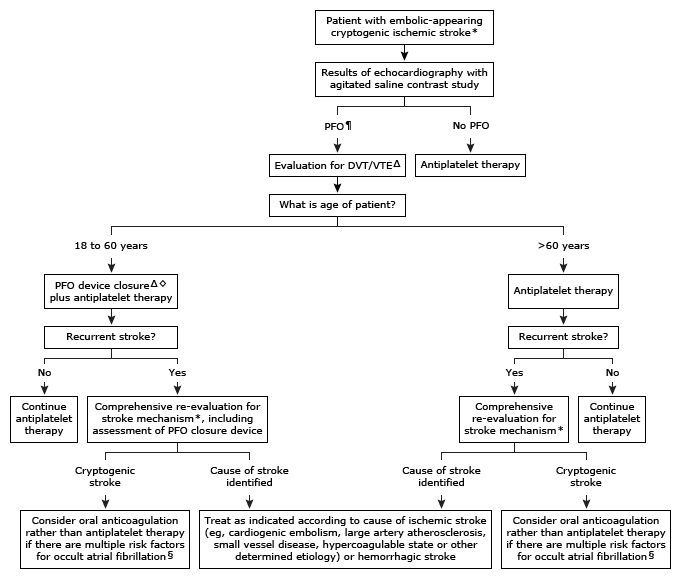 Patient with embolic-appearing
cryptogenic ischemic stroke*
Results of echocardiography with
agitated saline contrast study
PFO¶
No PFO
Evaluation for DVT/VTEΔ
Antiplatelet therapy
What is age of patient?
18 to 60 years
>60 years
PFO device closureΔ◊
plus antiplatelet therapy
Antiplatelet therapy
Recurrent stroke?
Recurrent stroke?
No
Yes
Yes
No
Continue
antiplatelet
therapy
Comprehensive re-evaluation for
stroke mechanism*, including
assessment of PFO closure device
Comprehensive
re-evaluation for
stroke mechanism*
Continue
antiplatelet
therapy
Cryptogenic
stroke
Cause of stroke
identified
Cause of stroke
identified
Cryptogenic
stroke
Consider oral anticoagulation
rather than antiplatelet therapy
if there are multiple risk factors
for occult atrial fibrillation§
Treat as indicated according to cause of ischemic stroke
(eg, cardiogenic embolism, large artery atherosclerosis,
small vessel disease, hypercoagulable state or other
determined etiology) or hemorrhagic stroke
Consider oral anticoagulation
rather than antiplatelet therapy
if there are multiple risk factors
for occult atrial fibrillation§